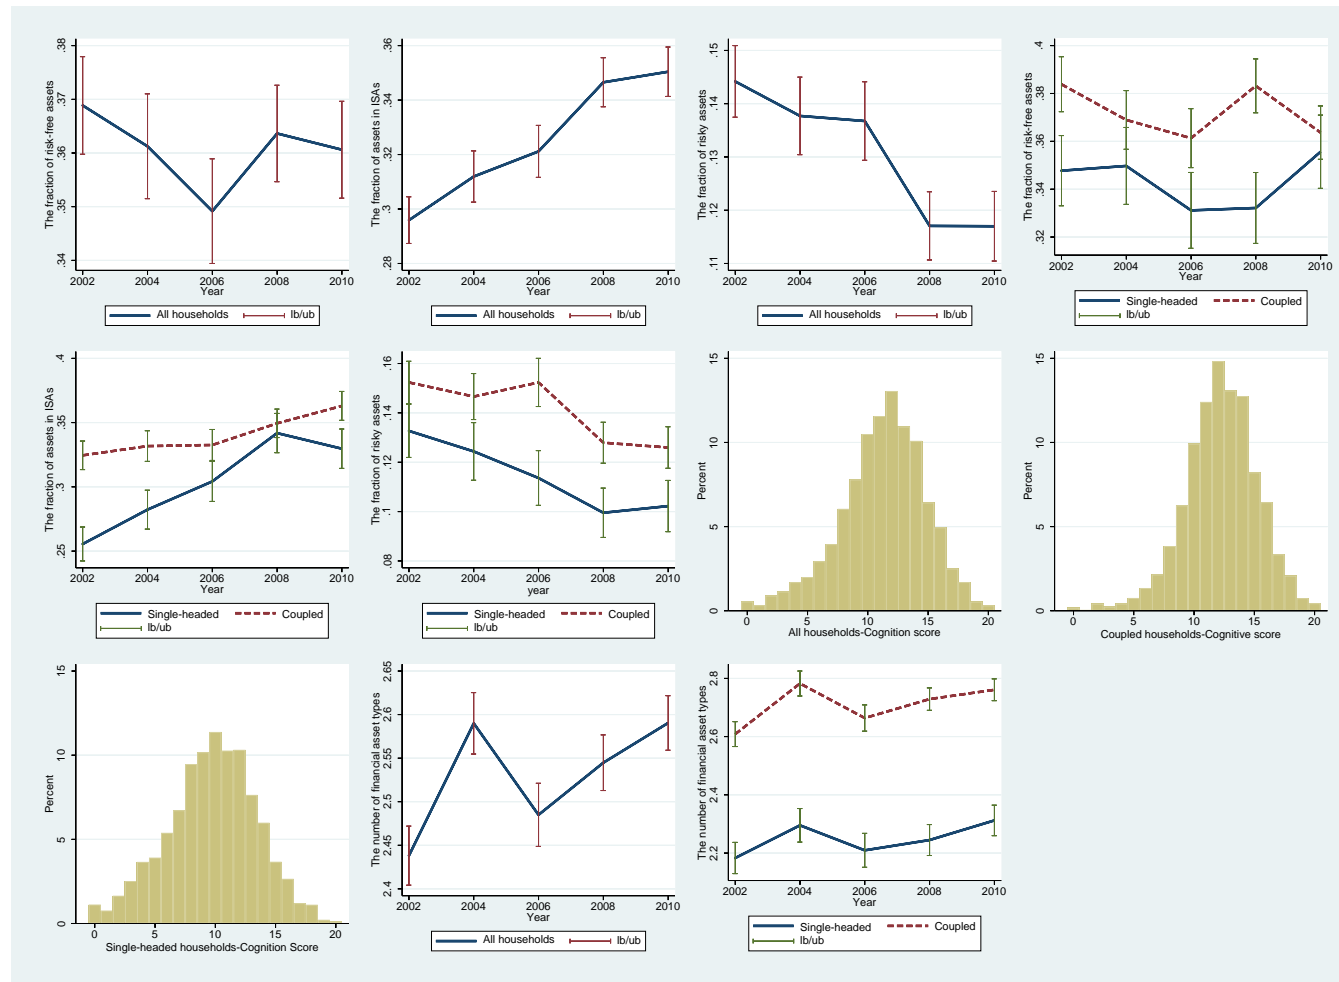 The fraction of risk-free assets
.38
.37
.36
.35
.34
2002 2004 2006 2008 2010
Year
All households lb/ub
The fraction of assets in ISAs
.36
.34
.32
.3
.28
2002 2004 2006 2008 2010
Year
All households lb/ub
The fraction of risky assets
.15
.14
.13
.12
.11
2002 2004 2006 2008 2010
Year
All households lb/ub
The fraction of risk-free assets
.4
.38
.36
.34
.32
2002 2004 2006 2008 2010
Year
Single-headed Coupled
lb/ub
The fraction of assets in ISAs
.4
.35
.3
.25
2002 2004 2006 2008 2010
Year
Single-headed Coupled
lb/ub
The fraction of risky assets
.16
.14
.12
.1
.08
2002 2004 2006 2008 2010
year
Single-headed Coupled
lb/ub
Percent
15
10
5
0
0 5 10 15 20
All households-Cognition score
Percent
15
10
5
0
0 5 10 15 20
Coupled households-Cognitive score
Percent
15
10
5
0
0 5 10 15 20
Single-headed households-Cognition Score
The number of financial asset types
2.65
2.6
2.55
2.5
2.45
2.4
2002 2004 2006 2008 2010
Year
All households lb/ub
The number of financial asset types
2.8
2.6
2.4
2.2
2002 2004 2006 2008 2010
Year
Single-headed Coupled
lb/ub